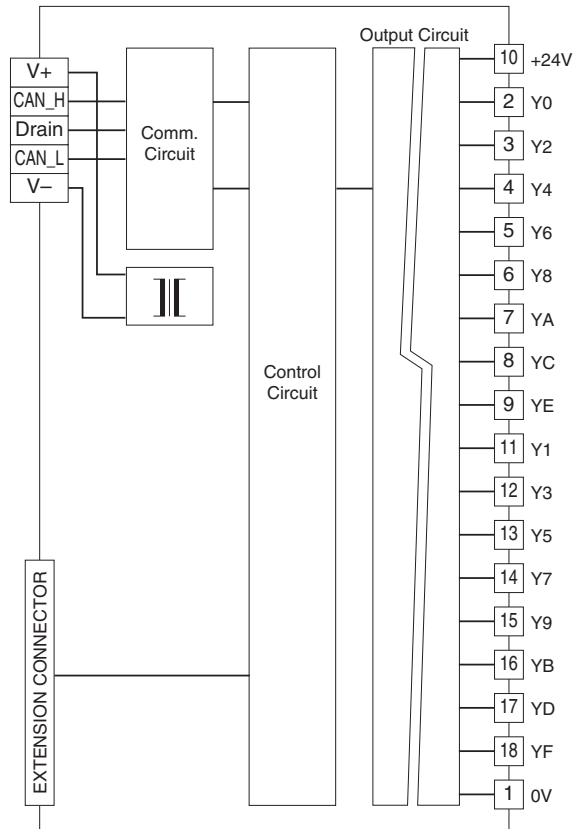 Output Circuit
V+
CAN_H
Drain
CAN_L
V–
Comm.
Circuit
Control
Circuit
EXTENSION CONNECTOR
10 +24V
2 Y0
3 Y2
4 Y4
5 Y6
6 Y8
7 YA
8 YC
9 YE
11 Y1
12 Y3
13 Y5
14 Y7
15 Y9
16 YB
17 YD
18 YF
1 0V